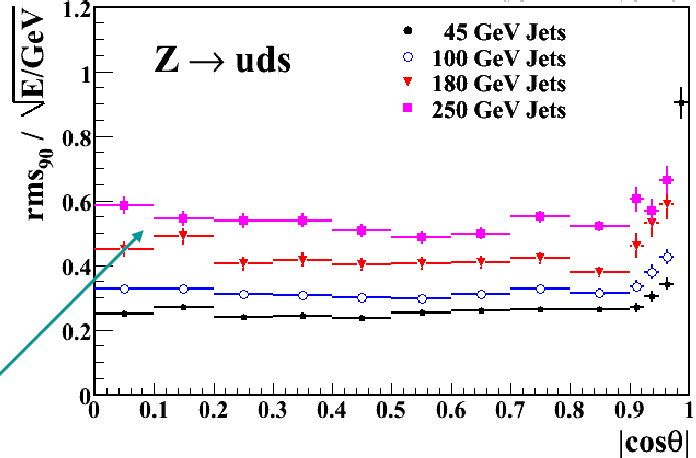 rms90 / √E/GeV
1.2
1
0.8
0.6
0.4
0.2
0
Z → uds
45 GeV Jets
100 GeV Jets
180 GeV Jets
250 GeV Jets
0 0.1 0.2 0.3 0.4 0.5 0.6 0.7 0.8 0.9 1
|cosθ|